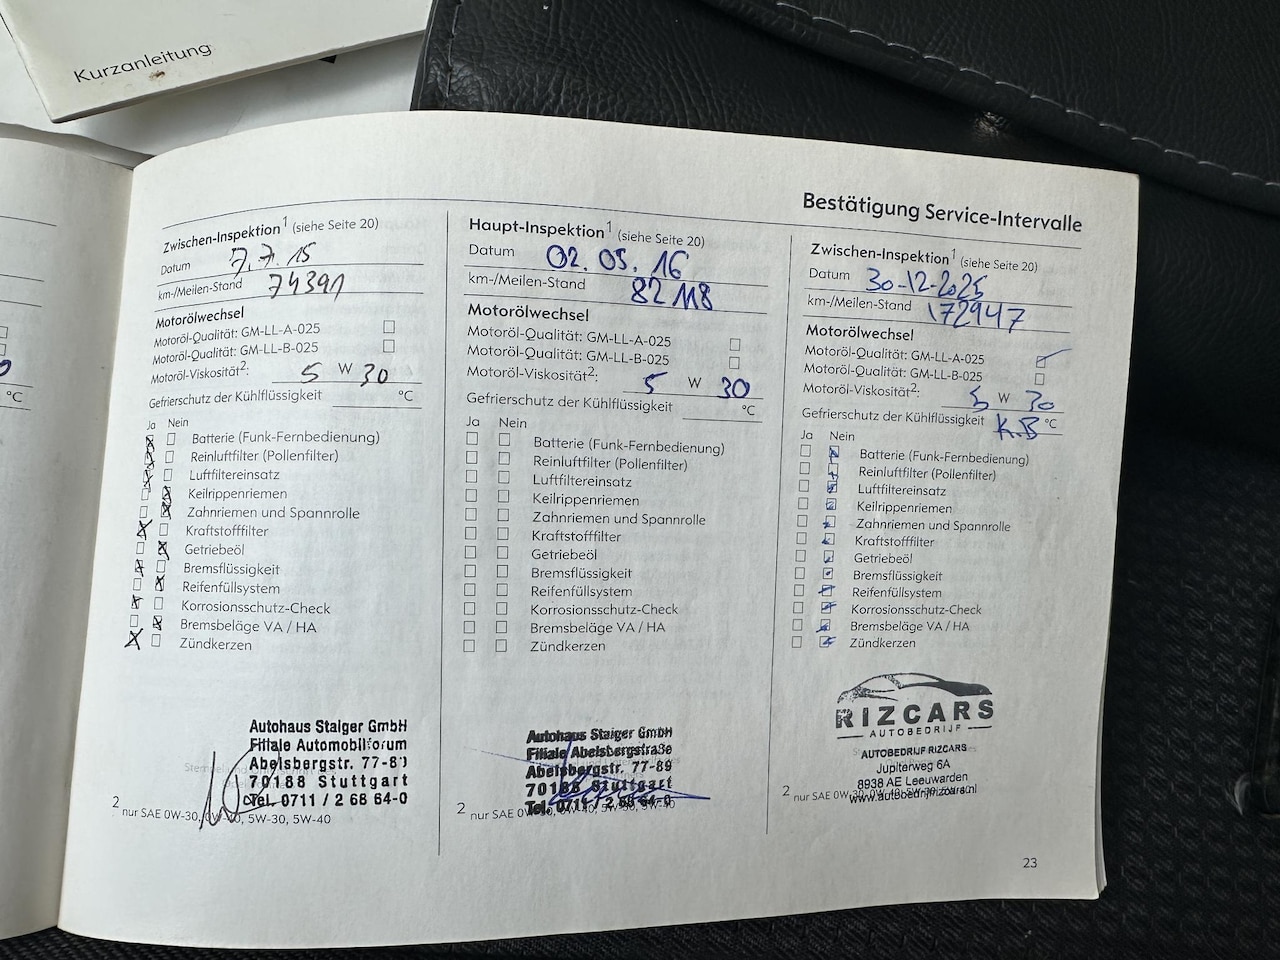 Kurzanleitung
Bestätigung Service-Intervalle
Zwischen-Inspektion1 (siehe Seite 20)
Datum 7.7.15
km-/Meilen-Stand 74391
Motorölwechsel
Motoröl-Qualität: GM-LL-A-025
Motoröl-Qualität: GM-LL-B-025
Motoröl-Viskosität2: 5 W 30
Gefrierschutz der Kühlflüssigkeit °C
Ja Nein
Batterie (Funk-Fernbedienung)
Reinluftfilter (Pollenfilter)
Luftfiltereinsatz
Keilrippenriemen
Zahnriemen und Spannrolle
Kraftstofffilter
Getriebeöl
Bremsflüssigkeit
Reifenfüllsystem
Korrosionsschutz-Check
Bremsbeläge VA / HA
Zündkerzen
Autohaus Staiger GmbH
Filiale Automobilforum
Abelsbergstr. 77-89
70188 Stuttgart
Tel. 0711 / 2 68 64-0
2 nur SAE 0W-30, 0W-40, 5W-30, 5W-40
Haupt-Inspektion1 (siehe Seite 20)
Datum 02.05.16
km-/Meilen-Stand 82118
Motorölwechsel
Motoröl-Qualität: GM-LL-A-025
Motoröl-Qualität: GM-LL-B-025
Motoröl-Viskosität2: 5 W 30
Gefrierschutz der Kühlflüssigkeit °C
Ja Nein
Batterie (Funk-Fernbedienung)
Reinluftfilter (Pollenfilter)
Luftfiltereinsatz
Keilrippenriemen
Zahnriemen und Spannrolle
Kraftstofffilter
Getriebeöl
Bremsflüssigkeit
Reifenfüllsystem
Korrosionsschutz-Check
Bremsbeläge VA / HA
Zündkerzen
Autohaus Staiger GmbH
Filiale Abelsbergstraße
Abelsbergstr. 77-89
70188 Stuttgart
Tel. 0711 / 2 68 64-0
2 nur SAE 0W-30, 0W-40, 5W-30, 5W-40
Zwischen-Inspektion1 (siehe Seite 20)
Datum 30-12-2025
km-/Meilen-Stand 172947
Motorölwechsel
Motoröl-Qualität: GM-LL-A-025
Motoröl-Qualität: GM-LL-B-025
Motoröl-Viskosität2: 5 W 30
Gefrierschutz der Kühlflüssigkeit K.B °C
Ja Nein
Batterie (Funk-Fernbedienung)
Reinluftfilter (Pollenfilter)
Luftfiltereinsatz
Keilrippenriemen
Zahnriemen und Spannrolle
Kraftstofffilter
Getriebeöl
Bremsflüssigkeit
Reifenfüllsystem
Korrosionsschutz-Check
Bremsbeläge VA / HA
Zündkerzen
RIZCARS
AUTOBEDRIJF
AUTOBEDRIJF RIZCARS
Jupiterweg 6A
8938 AE Leeuwarden
www.autobedrijfrizcars.nl
2 nur SAE 0W-30, 0W-40, 5W-30, 5W-40
23
°C